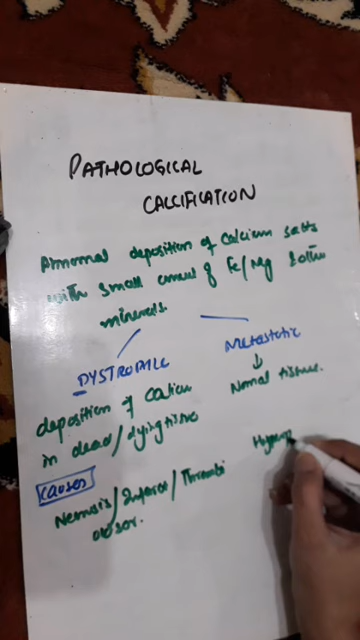 PATHOLOGICAL
CALCIFICATION
Abnormal deposition of calcium salts
with small amount of Fe/Mg
minerals.
DYSTROPHIC
Metastatic
deposition of calcium
in dead/dying tissue
Normal tissue.
Causes
Necrosis/Infarct/Thrombi